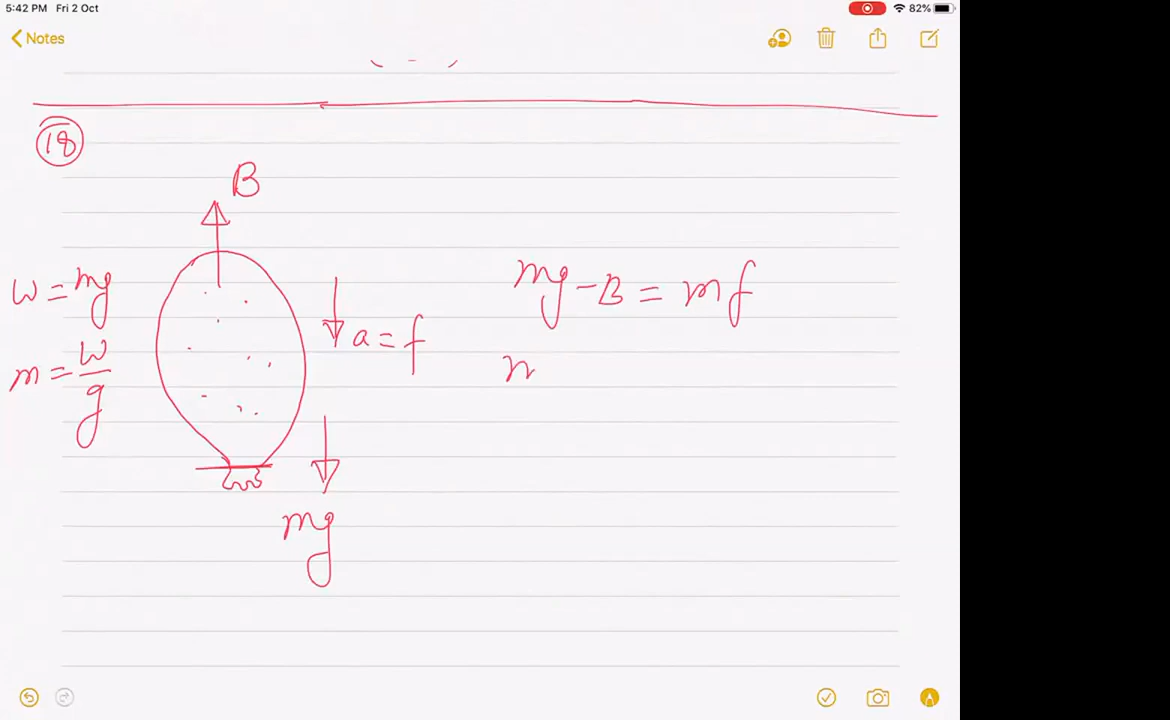 5:42 PM Fri 2 Oct
82%
Notes
18
B
W = mg
m = W/g
a = f
mg
mg - B = mf
n